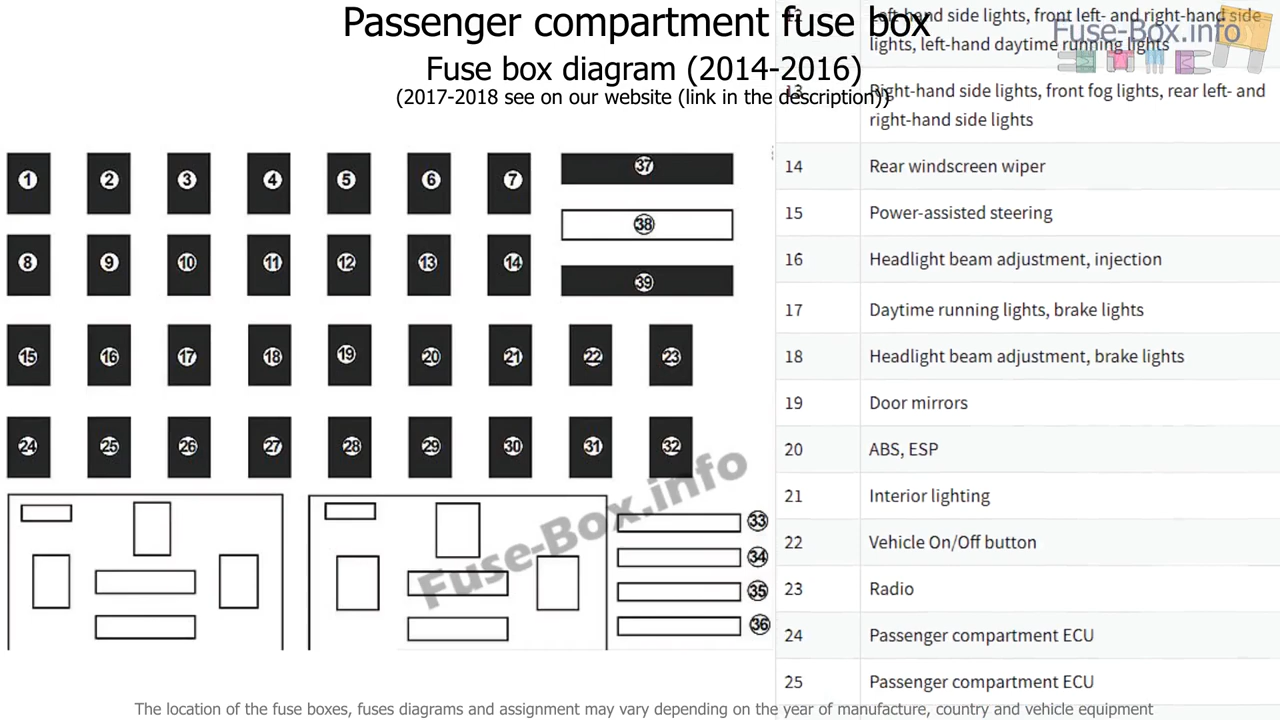 Passenger compartment fuse box
Fuse box diagram (2014-2016)
(2017-2018 see on our website (link in the description))
Fuse-Box.info
1 2 3 4 5 6 7 37
38
8 9 10 11 12 13 14 39
15 16 17 18 19 20 21 22 23
24 25 26 27 28 29 30 31 32
33
34
35
36
Fuse-Box.info
12 Left-hand side lights, front left- and right-hand side
lights, left-hand daytime running lights
13 Right-hand side lights, front fog lights, rear left- and
right-hand side lights
14 Rear windscreen wiper
15 Power-assisted steering
16 Headlight beam adjustment, injection
17 Daytime running lights, brake lights
18 Headlight beam adjustment, brake lights
19 Door mirrors
20 ABS, ESP
21 Interior lighting
22 Vehicle On/Off button
23 Radio
24 Passenger compartment ECU
25 Passenger compartment ECU
The location of the fuse boxes, fuses diagrams and assignment may vary depending on the year of manufacture, country and vehicle equipment